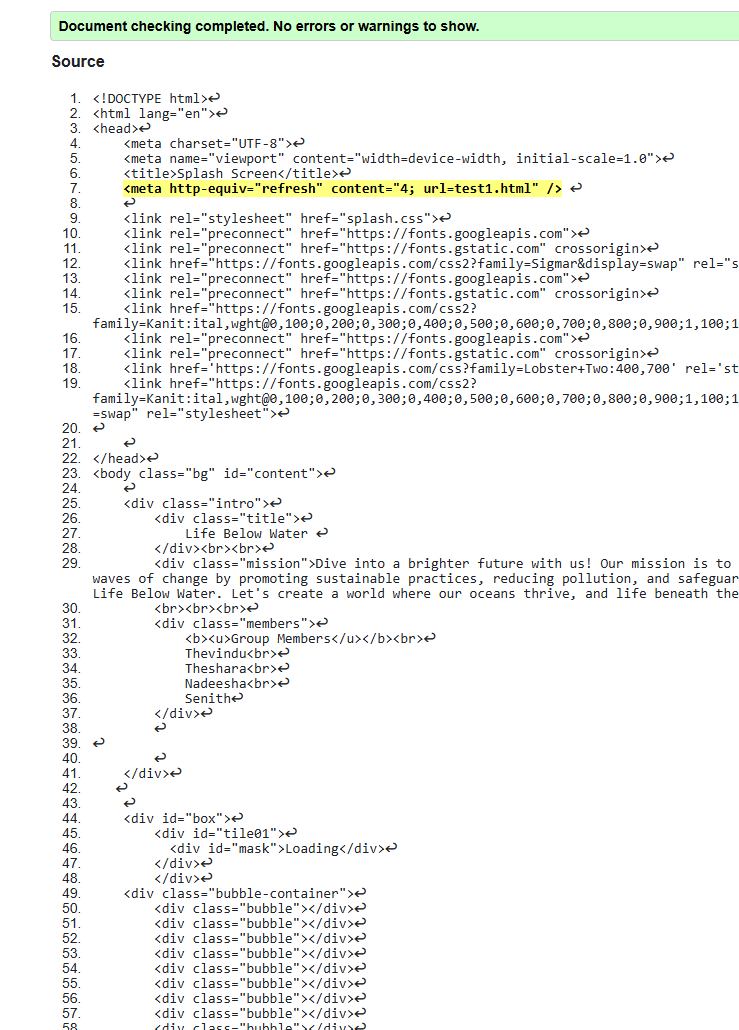 Document checking completed. No errors or warnings to show.
Source
1. <!DOCTYPE html>↩
2. <html lang="en">↩
3. <head>↩
4. <meta charset="UTF-8">↩
5. <meta name="viewport" content="width=device-width, initial-scale=1.0">↩
6. <title>Splash Screen</title>↩
7. <meta http-equiv="refresh" content="4; url=test1.html" /> ↩
8. ↩
9. <link rel="stylesheet" href="splash.css">↩
10. <link rel="preconnect" href="https://fonts.googleapis.com">↩
11. <link rel="preconnect" href="https://fonts.gstatic.com" crossorigin>↩
12. <link href="https://fonts.googleapis.com/css2?family=Sigmar&display=swap" rel="s
13. <link rel="preconnect" href="https://fonts.googleapis.com">↩
14. <link rel="preconnect" href="https://fonts.gstatic.com" crossorigin>↩
15. <link href="https://fonts.googleapis.com/css2?
family=Kanit:ital,wght@0,100;0,200;0,300;0,400;0,500;0,600;0,700;0,800;0,900;1,100;1
16. <link rel="preconnect" href="https://fonts.googleapis.com">↩
17. <link rel="preconnect" href="https://fonts.gstatic.com" crossorigin>↩
18. <link href='https://fonts.googleapis.com/css?family=Lobster+Two:400,700' rel='st
19. <link href="https://fonts.googleapis.com/css2?
family=Kanit:ital,wght@0,100;0,200;0,300;0,400;0,500;0,600;0,700;0,800;0,900;1,100;1
=swap" rel="stylesheet">↩
20. ↩
21. ↩
22. </head>↩
23. <body class="bg" id="content">↩
24. ↩
25. <div class="intro">↩
26. <div class="title">↩
27. Life Below Water ↩
28. </div><br><br>↩
29. <div class="mission">Dive into a brighter future with us! Our mission is to
waves of change by promoting sustainable practices, reducing pollution, and safeguar
Life Below Water. Let's create a world where our oceans thrive, and life beneath the
30. <br><br><br>↩
31. <div class="members">↩
32. <b><u>Group Members</u></b><br>↩
33. Thevindu<br>↩
34. Theshara<br>↩
35. Nadeesha<br>↩
36. Senith↩
37. </div>↩
38. ↩
39. ↩
40. ↩
41. </div>↩
42. ↩
43. ↩
44. <div id="box">↩
45. <div id="tile01">↩
46. <div id="mask">Loading</div>↩
47. </div>↩
48. </div>↩
49. <div class="bubble-container">↩
50. <div class="bubble"></div>↩
51. <div class="bubble"></div>↩
52. <div class="bubble"></div>↩
53. <div class="bubble"></div>↩
54. <div class="bubble"></div>↩
55. <div class="bubble"></div>↩
56. <div class="bubble"></div>↩
57. <div class="bubble"></div>↩
58. <div class="bubble"></div>↩